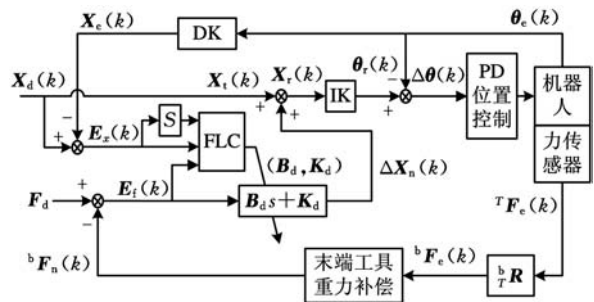 X_c(k)
DK
θ_e(k)
X_d(k)
X_t(k)
X_r(k)
θ_r(k)
Δθ(k)
IK
PD
位置
控制
机器
人
力传
感器
S
FLC
E_x(k)
(B_d, K_d)
ΔX_n(k)
F_d
E_f(k)
B_d s+K_d
^T F_e(k)
^b F_n(k)
末端工具
重力补偿
^b F_e(k)
^b_T R
+ − + + + − + + −